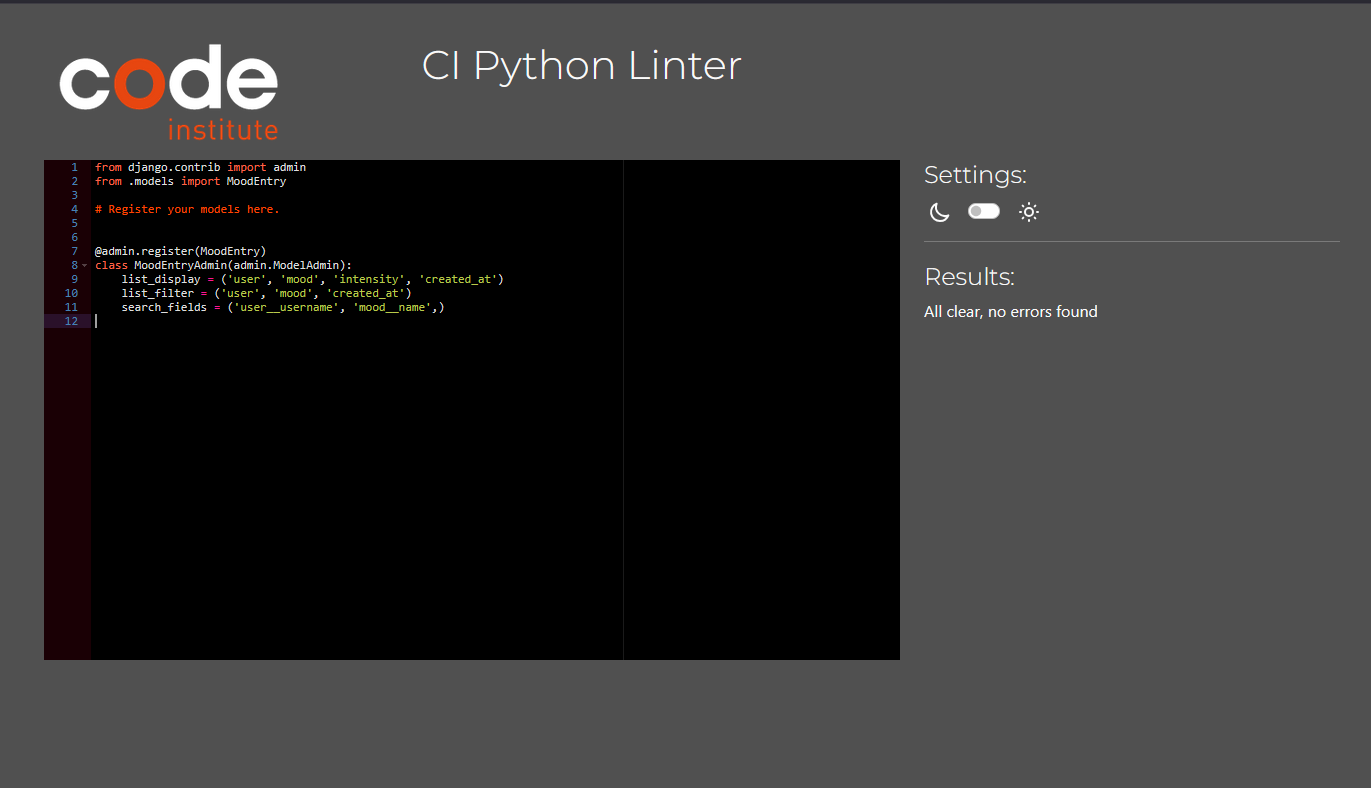 code
institute
CI Python Linter
1 from django.contrib import admin
2 from .models import MoodEntry
3
4 # Register your models here.
5
6
7 @admin.register(MoodEntry)
8 class MoodEntryAdmin(admin.ModelAdmin):
9     list_display = ('user', 'mood', 'intensity', 'created_at')
10     list_filter = ('user', 'mood', 'created_at')
11     search_fields = ('user__username', 'mood__name',)
12
Settings:
Results:
All clear, no errors found